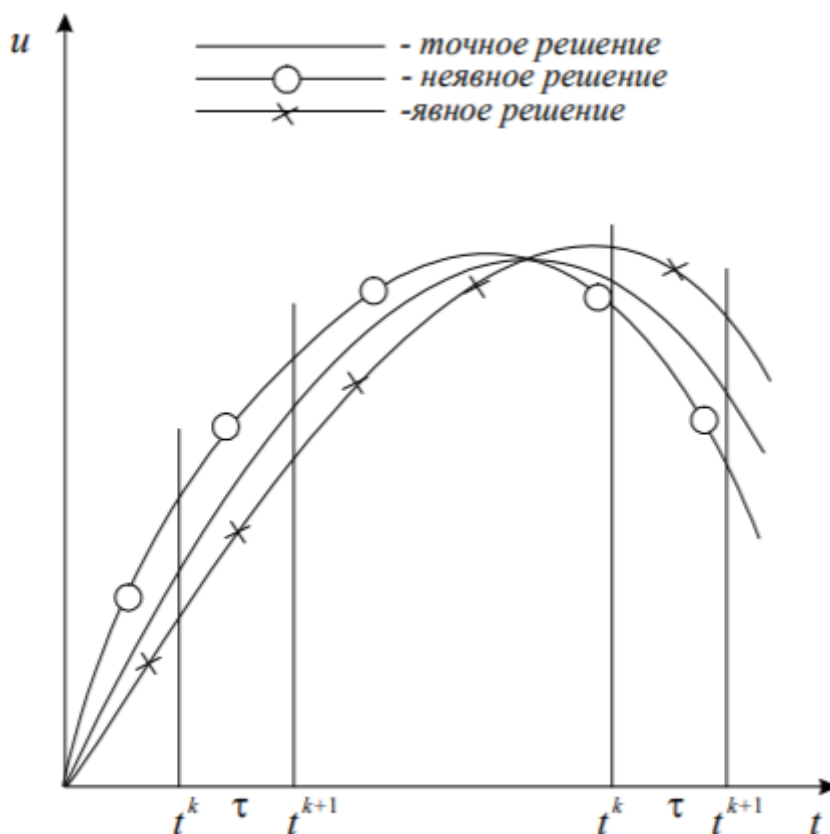 u
- точное решение
- неявное решение
-явное решение
t^k τ t^{k+1} t^k τ t^{k+1} t